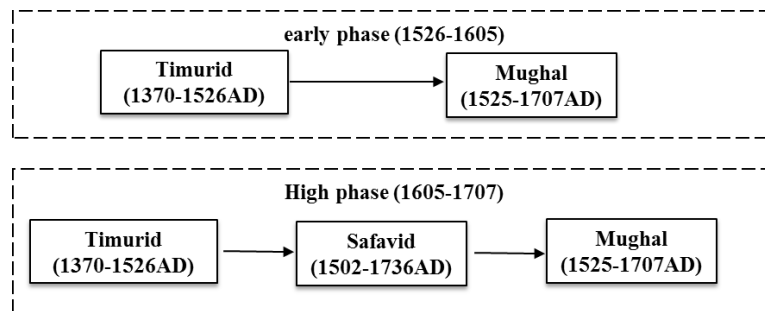 early phase (1526-1605)
Timurid
(1370-1526AD)
Mughal
(1525-1707AD)
High phase (1605-1707)
Timurid
(1370-1526AD)
Safavid
(1502-1736AD)
Mughal
(1525-1707AD)